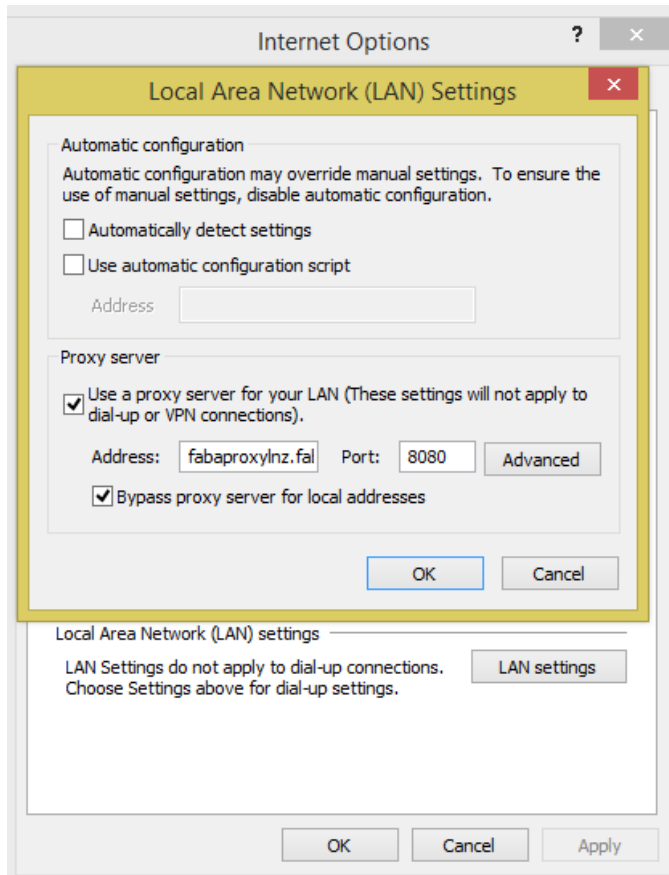 Internet Options
?
Local Area Network (LAN) Settings
Automatic configuration
Automatic configuration may override manual settings. To ensure the
use of manual settings, disable automatic configuration.
Automatically detect settings
Use automatic configuration script
Address
Proxy server
Use a proxy server for your LAN (These settings will not apply to
dial-up or VPN connections).
Address: fabaproxylnz.fal Port: 8080 Advanced
Bypass proxy server for local addresses
OK Cancel
Local Area Network (LAN) settings
LAN Settings do not apply to dial-up connections. LAN settings
Choose Settings above for dial-up settings.
OK Cancel Apply